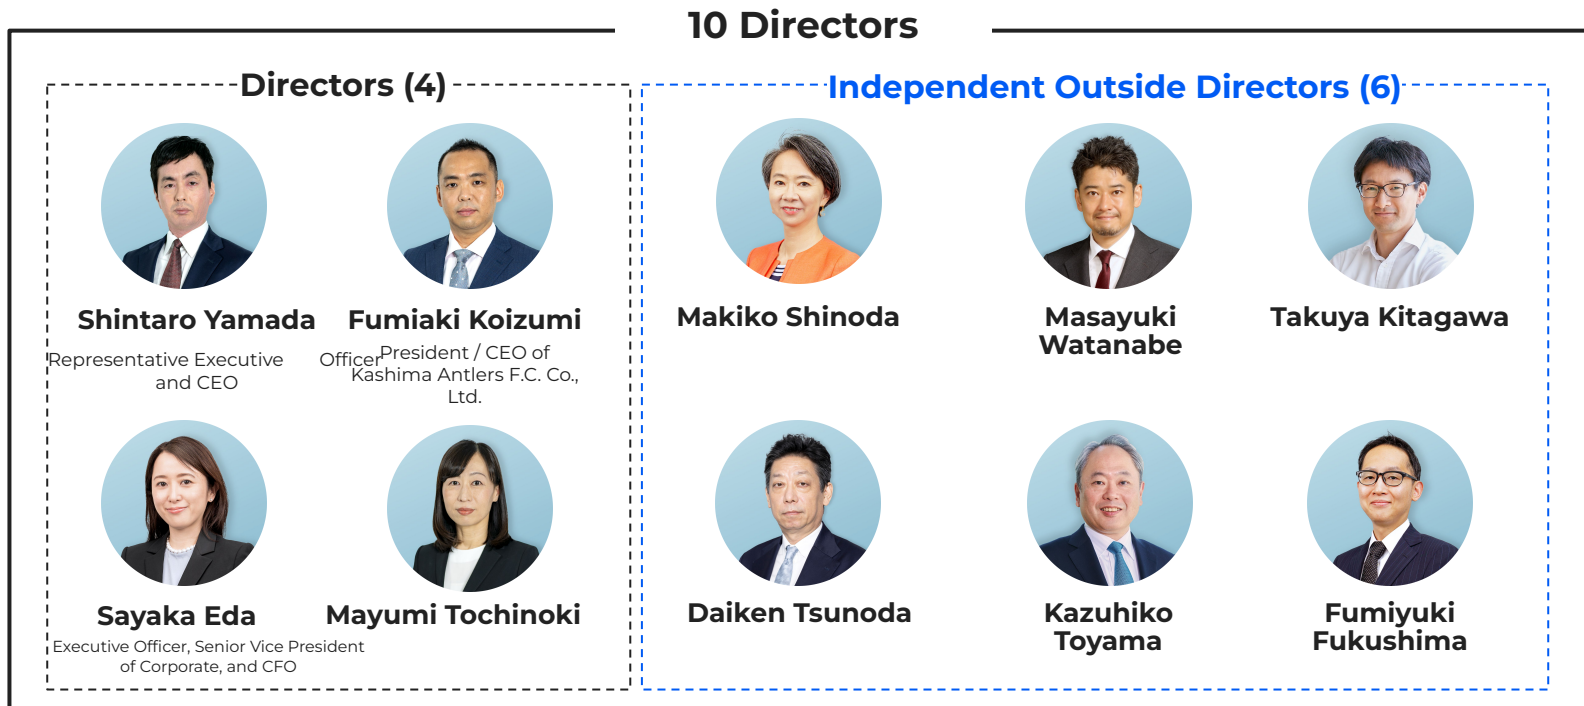 10 Directors
Directors (4)
Shintaro Yamada
Representative Executive Officer
and CEO
Fumiaki Koizumi
President / CEO of
Kashima Antlers F.C. Co.,
Ltd.
Sayaka Eda
Executive Officer, Senior Vice President
of Corporate, and CFO
Mayumi Tochinoki
Independent Outside Directors (6)
Makiko Shinoda
Masayuki
Watanabe
Takuya Kitagawa
Daiken Tsunoda
Kazuhiko
Toyama
Fumiyuki
Fukushima